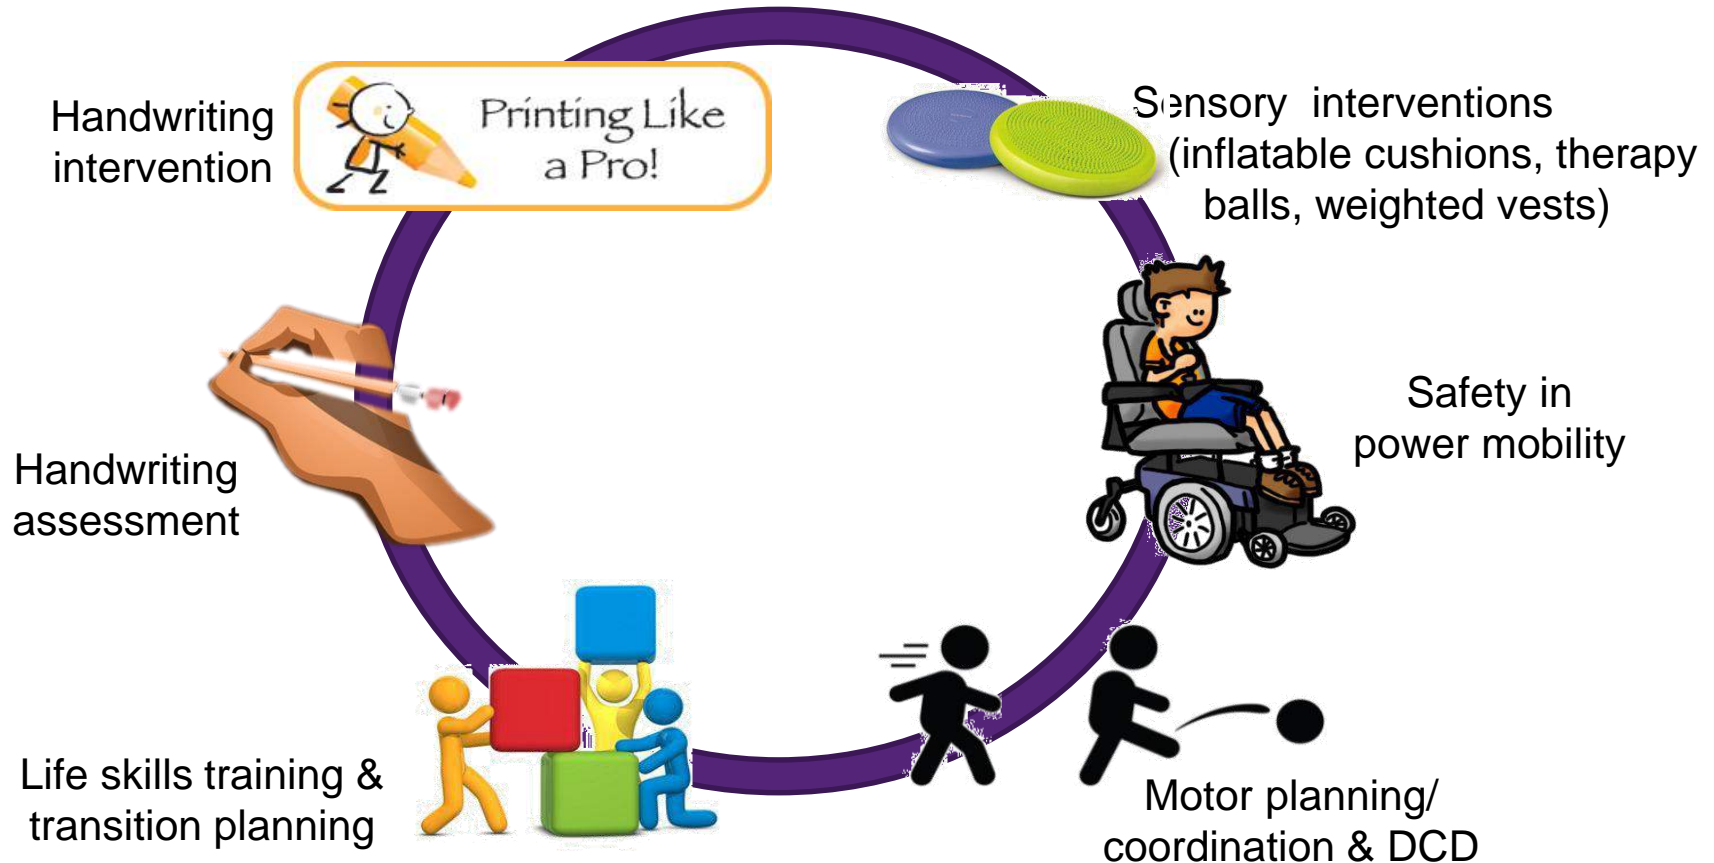 Handwriting
intervention
Printing Like
a Pro!
Sensory interventions
(inflatable cushions, therapy
balls, weighted vests)
Safety in
power mobility
Handwriting
assessment
Life skills training &
transition planning
Motor planning/
coordination & DCD